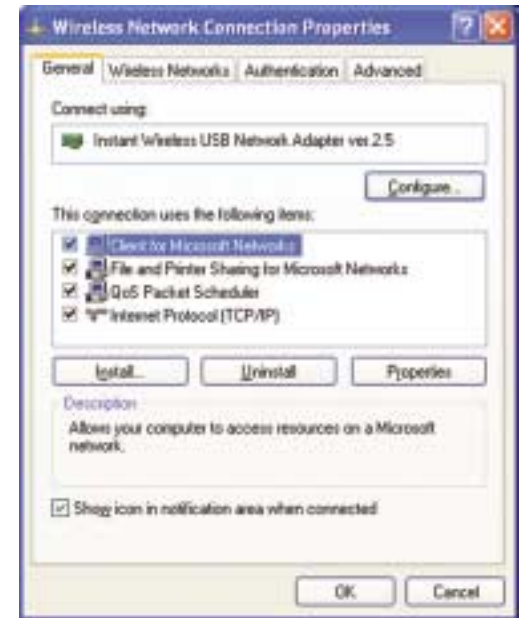 Wireless Network Connection Properties
General Wireless Networks Authentication Advanced
Connect using:
Instant Wireless USB Network Adapter ver 2.5
Configure...
This connection uses the following items:
Client for Microsoft Networks
File and Printer Sharing for Microsoft Networks
QoS Packet Scheduler
Internet Protocol (TCP/IP)
Install... Uninstall Properties
Description
Allows your computer to access resources on a Microsoft
network.
Show icon in notification area when connected
OK Cancel